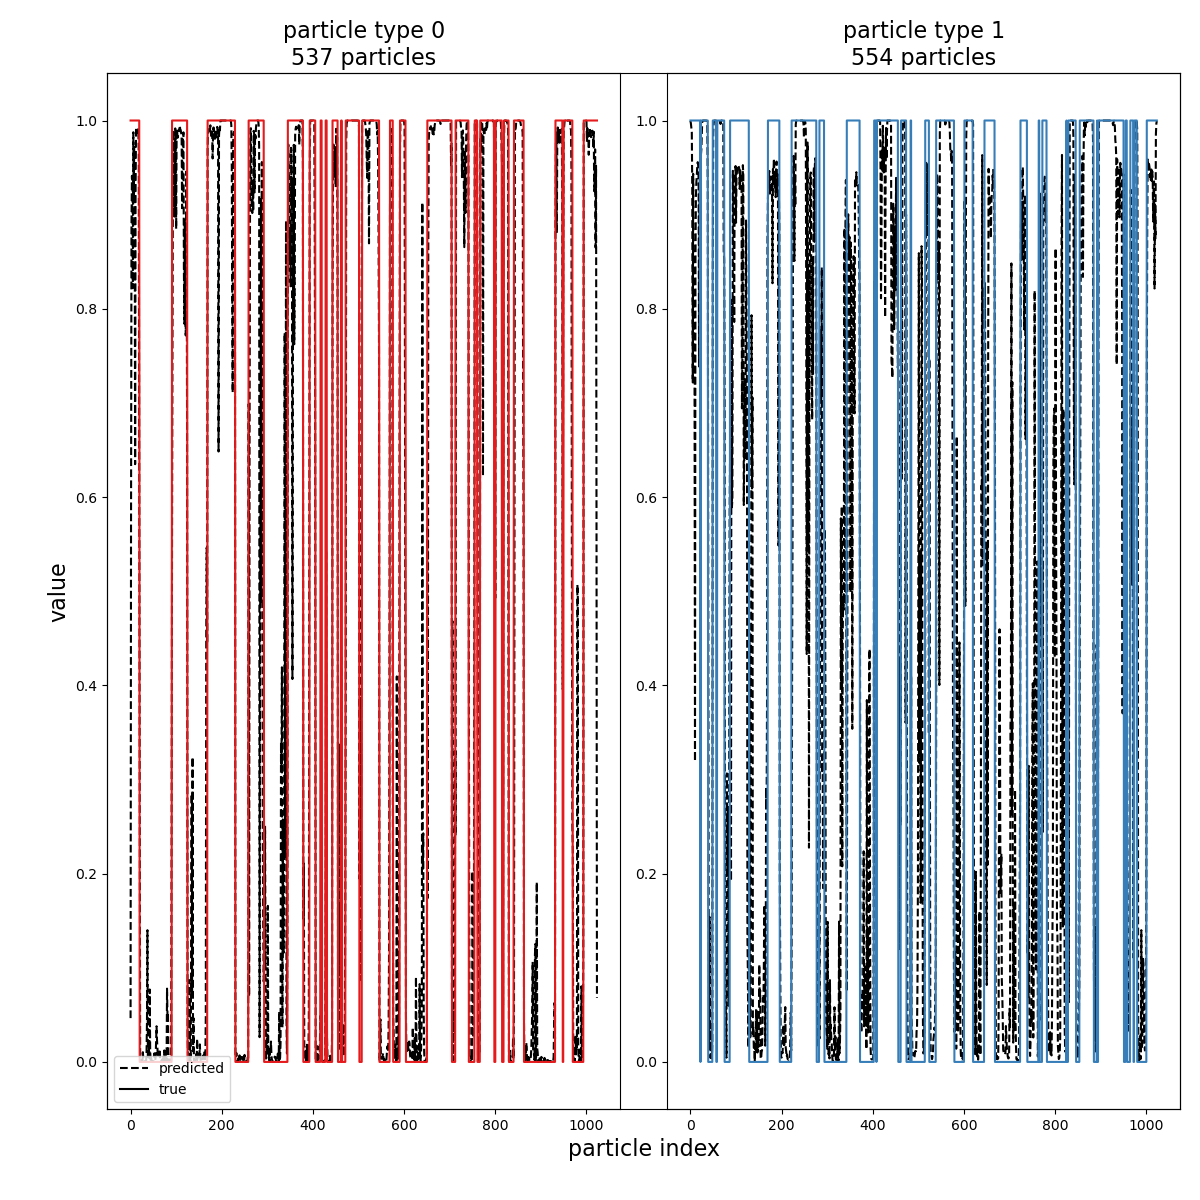 particle type 0
537 particles
particle type 1
554 particles
1.0
0.8
0.6
0.4
0.2
0.0
value
predicted
true
0 200 400 600 800 1000
1.0
0.8
0.6
0.4
0.2
0.0
0 200 400 600 800 1000
particle index